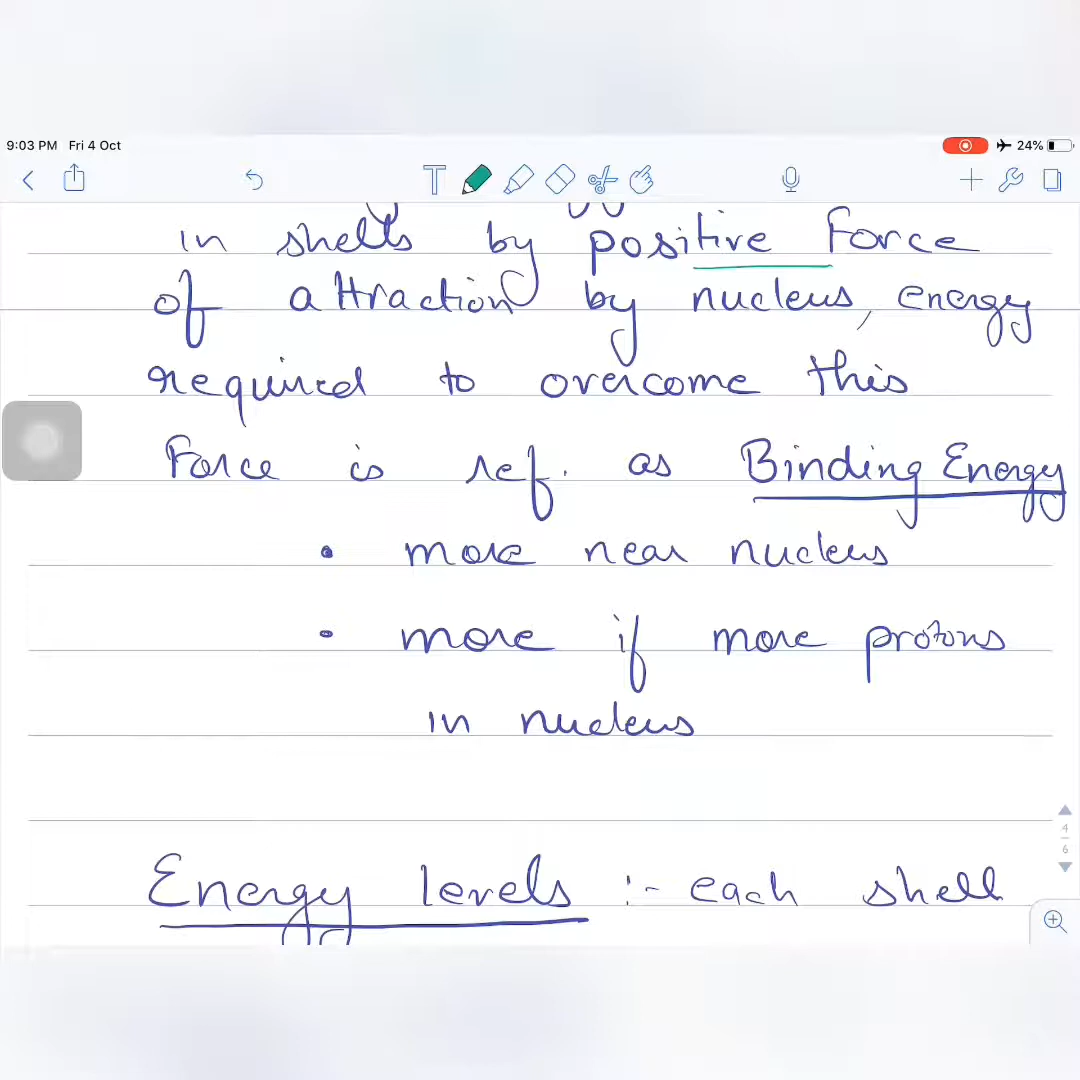 9:03 PM Fri 4 Oct
24%
T
in shells by positive Force
of attraction by nucleus, energy
required to overcome this
Force is ref. as Binding Energy
• more near nucleus
• more if more protons
in nucleus
4
6
Energy levels :- each shell